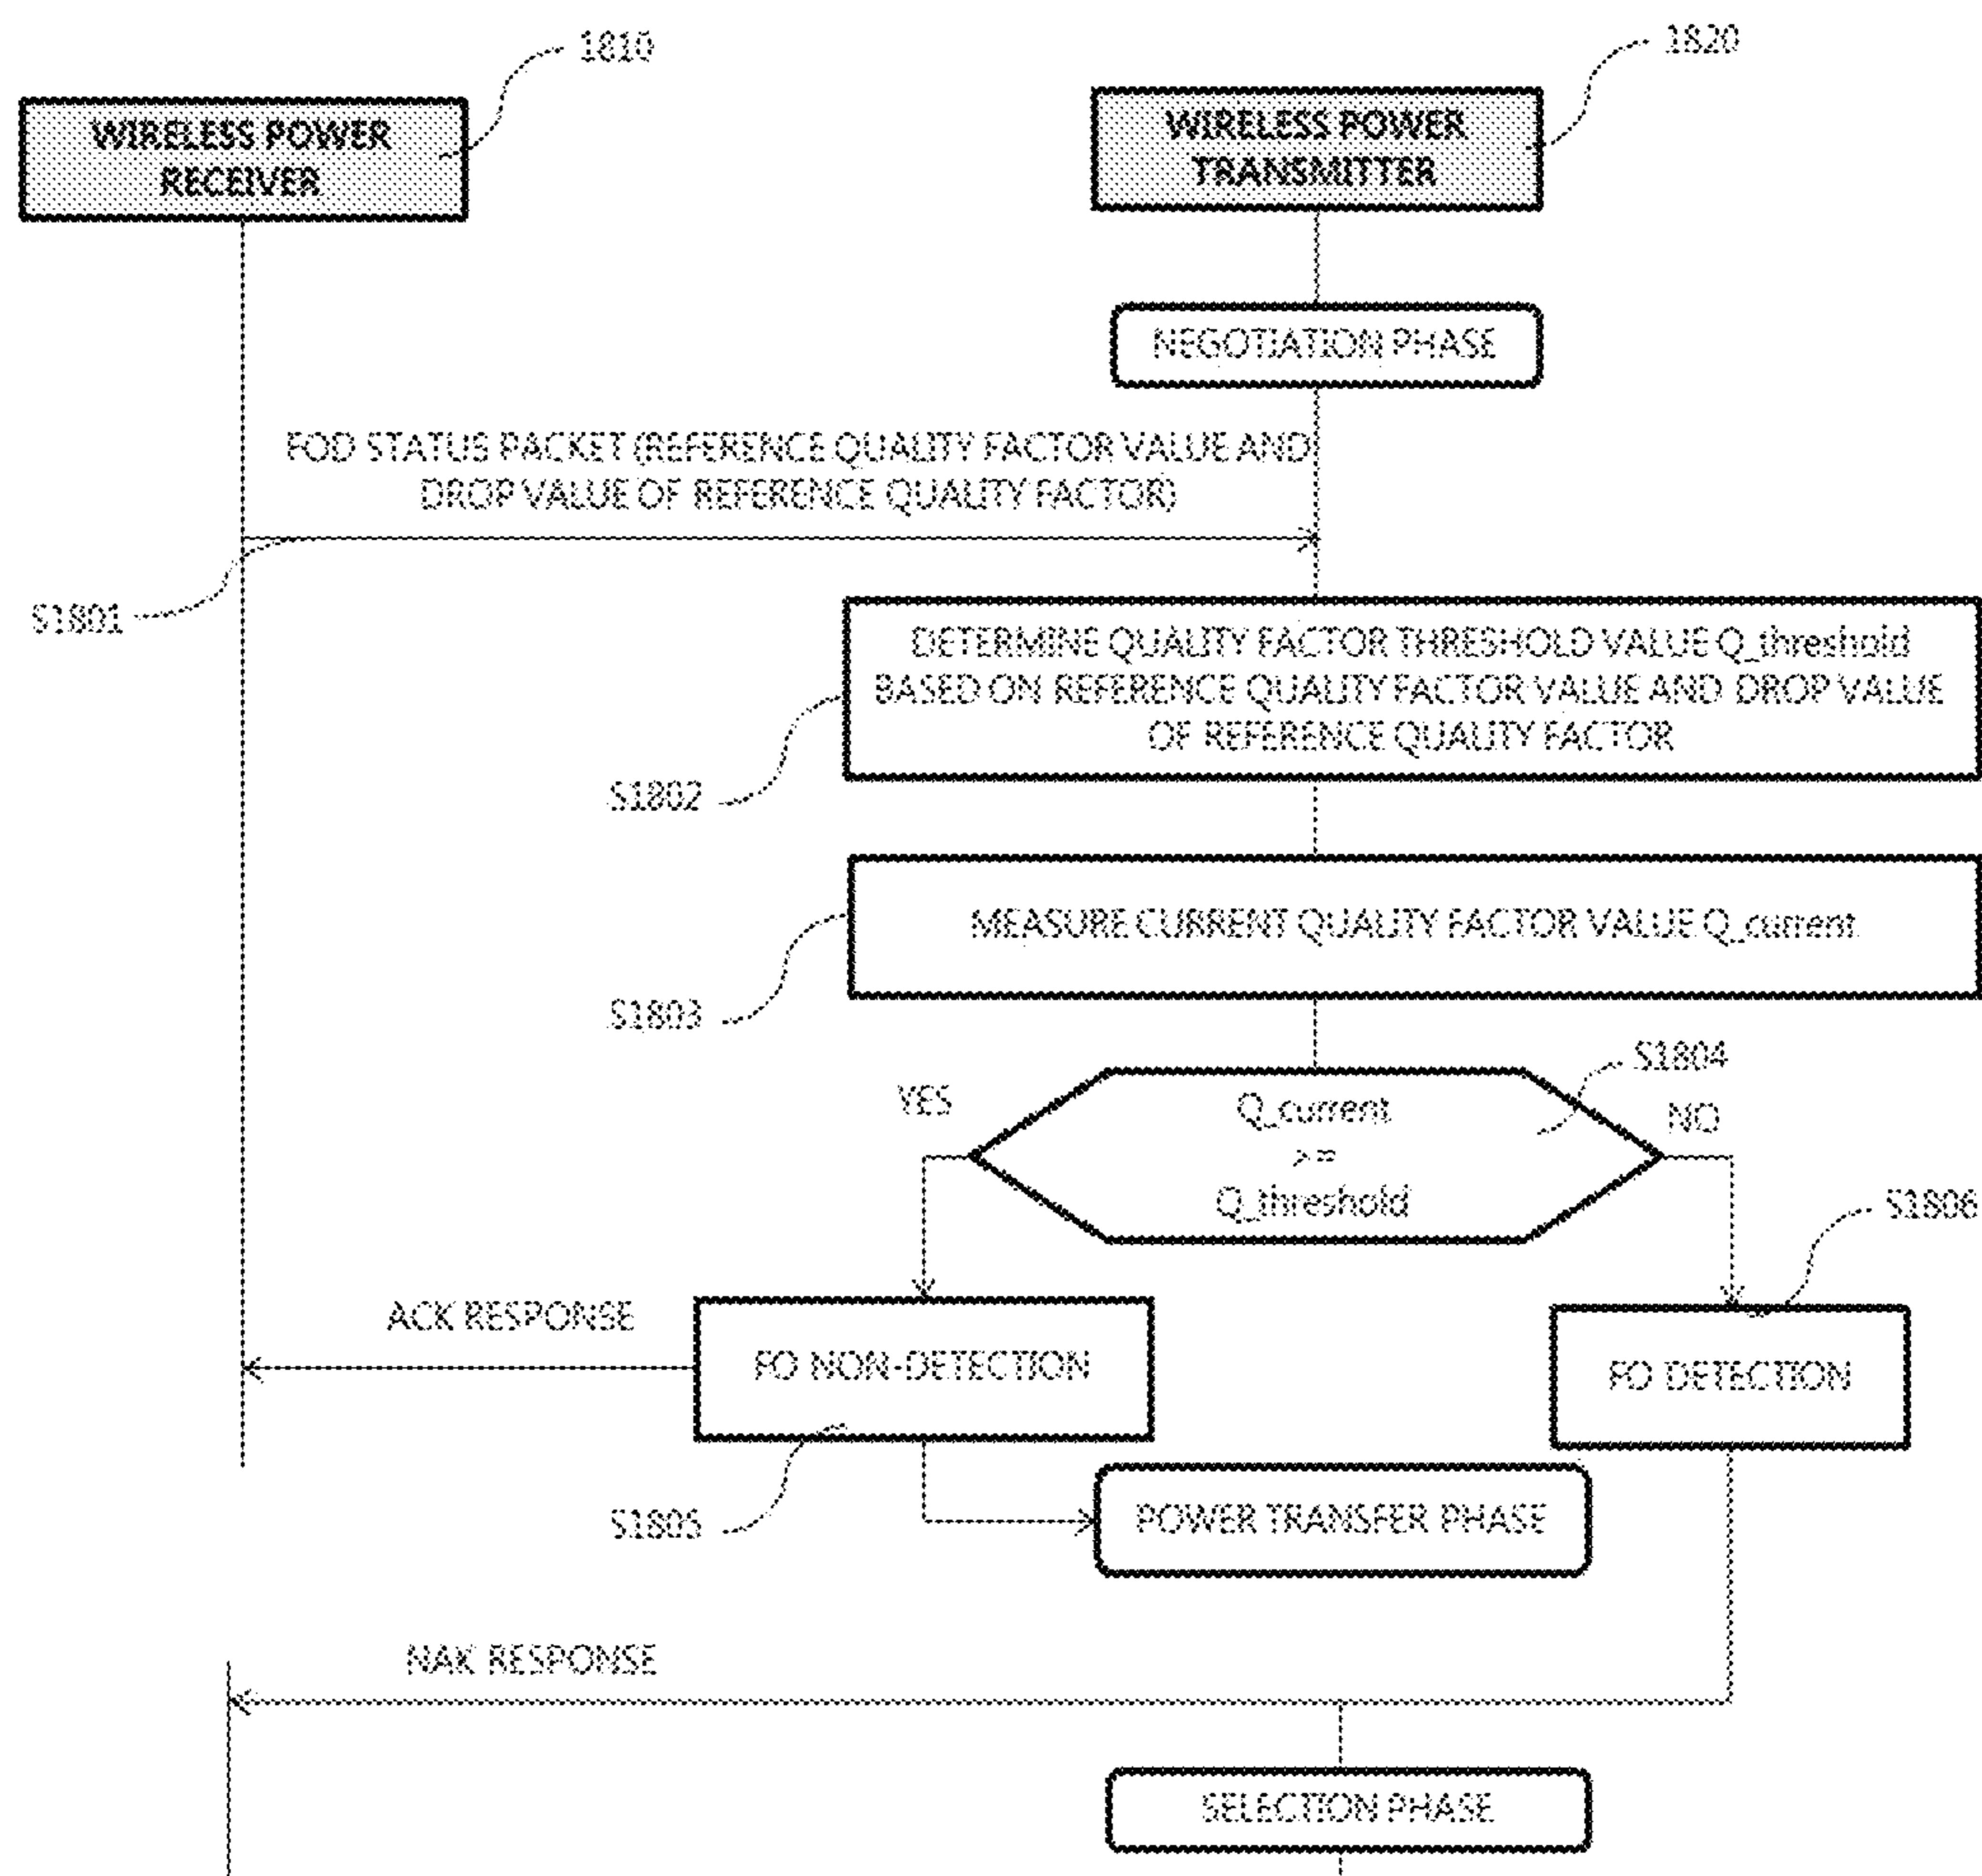 1810
1820
WIRELESS POWER
RECEIVER
WIRELESS POWER
TRANSMITTER
NEGOTIATION PHASE
FOD STATUS PACKET (REFERENCE QUALITY FACTOR VALUE AND
DROP VALUE OF REFERENCE QUALITY FACTOR)
S1801
DETERMINE QUALITY FACTOR THRESHOLD VALUE Q_threshold
BASED ON REFERENCE QUALITY FACTOR VALUE AND DROP VALUE
OF REFERENCE QUALITY FACTOR
S1802
MEASURE CURRENT QUALITY FACTOR VALUE Q_current
S1803
S1804
YES
NO
Q_current
>=
Q_threshold
S1806
ACK RESPONSE
FO NON-DETECTION
FO DETECTION
S1805
POWER TRANSFER PHASE
NAK RESPONSE
SELECTION PHASE